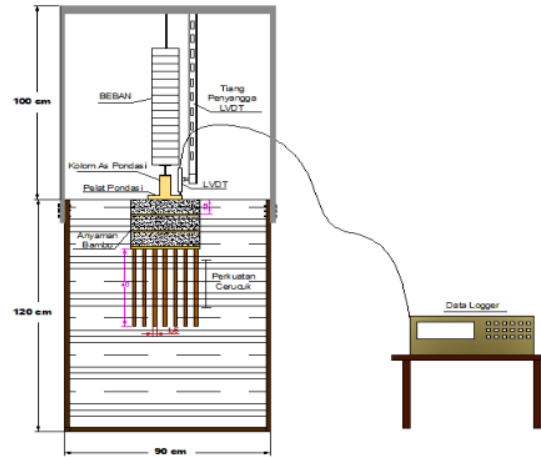 100 cm
BEBAN
Tiang
Penyangga
LVDT
Kolom As Pondasi
Pelat Pondasi
LVDT
Anyaman
Bambu
Perkuatan
Cerucuk
120 cm
Data Logger
90 cm